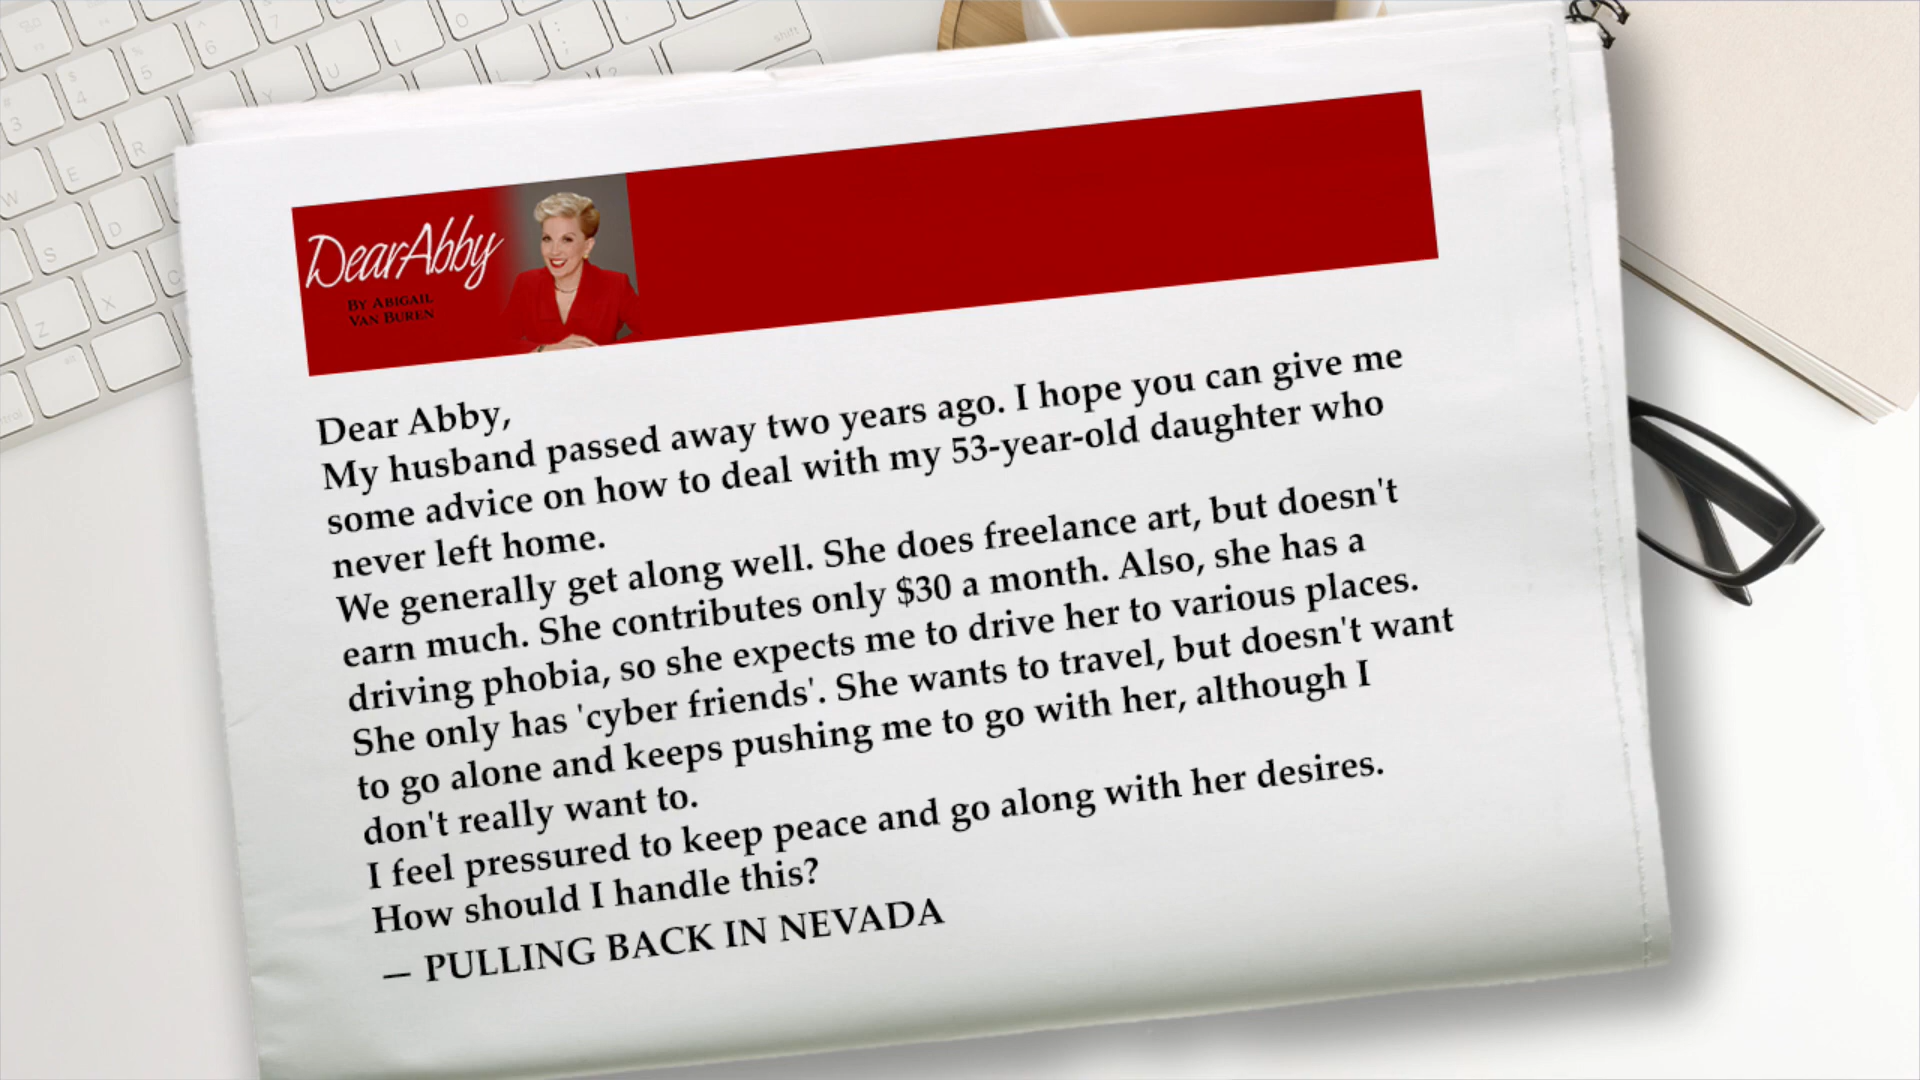 DearAbby
BY ABIGAIL
VAN BUREN
Dear Abby,
My husband passed away two years ago. I hope you can give me
some advice on how to deal with my 53-year-old daughter who
never left home.
We generally get along well. She does freelance art, but doesn't
earn much. She contributes only $30 a month. Also, she has a
driving phobia, so she expects me to drive her to various places.
She only has 'cyber friends'. She wants to travel, but doesn't want
to go alone and keeps pushing me to go with her, although I
don't really want to.
I feel pressured to keep peace and go along with her desires.
How should I handle this?
— PULLING BACK IN NEVADA
shift